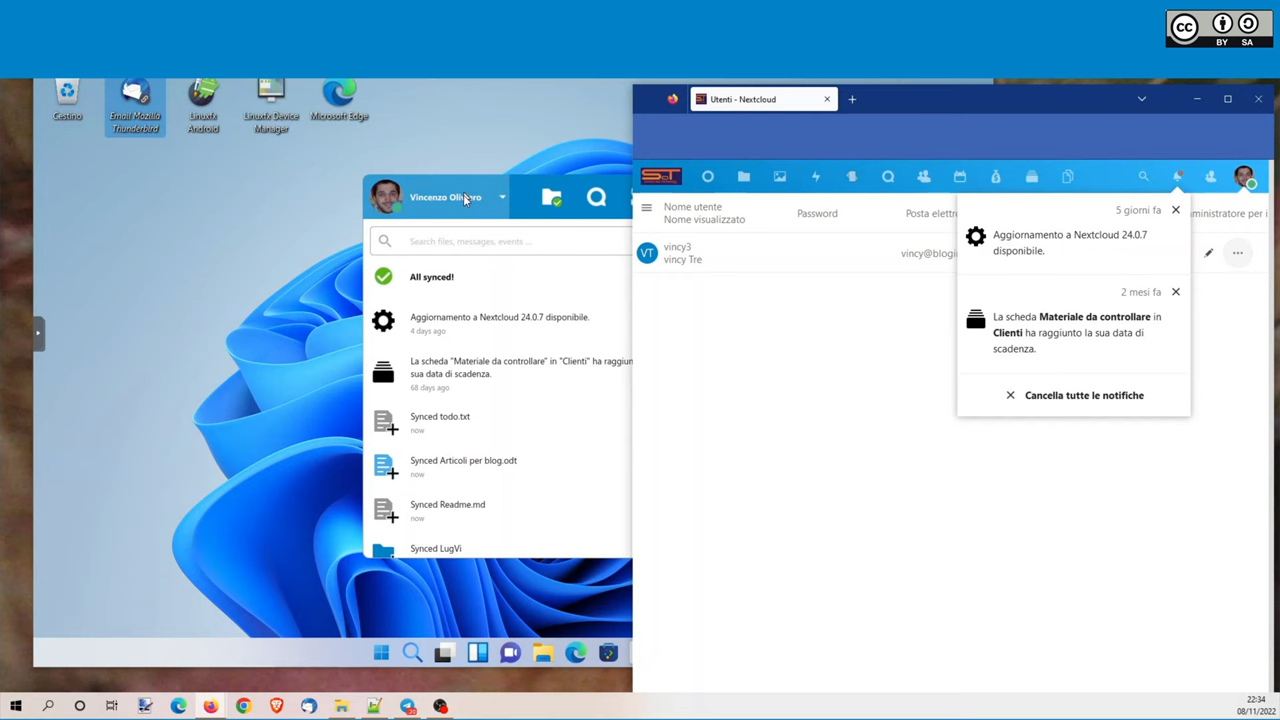 CC BY SA
Cestino
Email Mozilla
Thunderbird
Linuxfx
Android
Linuxfx Device
Manager
Microsoft Edge
Utenti - Nextcloud
Vincenzo
Search files, messages, events ...
All synced!
Aggiornamento a Nextcloud 24.0.7 disponibile.
4 days ago
La scheda "Materiale da controllare" in "Clienti" ha raggiun
sua data di scadenza.
68 days ago
Synced todo.txt
now
Synced Articoli per blog.odt
now
Synced Readme.md
now
Synced LugVi
Nome utente
Nome visualizzato
Password
Posta elettro
mministratore per i
vincy3
vincy Tre
VT
vincy@blogi
5 giorni fa
Aggiornamento a Nextcloud 24.0.7
disponibile.
2 mesi fa
La scheda Materiale da controllare in
Clienti ha raggiunto la sua data di
scadenza.
Cancella tutte le notifiche
22:34
08/11/2022